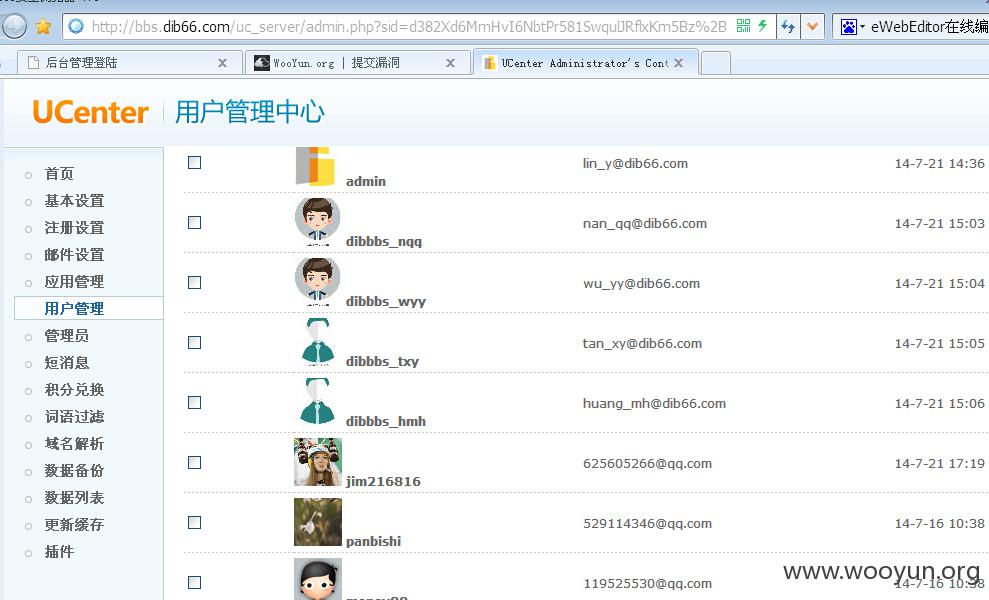 http://bbs.dib66.com/uc_server/admin.php?sid=d382Xd6MmHvI6NbtPr581SwqulJRflxKm5Bz%2B
eWebEditor在线编
后台管理登陆
WooYun.org | 提交漏洞
UCenter Administrator's Cont
UCenter 用户管理中心
首页
基本设置
注册设置
邮件设置
应用管理
用户管理
管理员
短消息
积分兑换
词语过滤
域名解析
数据备份
数据列表
更新缓存
插件
admin lin_y@dib66.com 14-7-21 14:36
dibbbs_nqq nan_qq@dib66.com 14-7-21 15:03
dibbbs_wyy wu_yy@dib66.com 14-7-21 15:04
dibbbs_txy tan_xy@dib66.com 14-7-21 15:05
dibbbs_hmh huang_mh@dib66.com 14-7-21 15:06
jim216816 625605266@qq.com 14-7-21 17:19
panbishi 529114346@qq.com 14-7-16 10:38
119525530@qq.com 14-7-16 10:38
www.wooyun.org